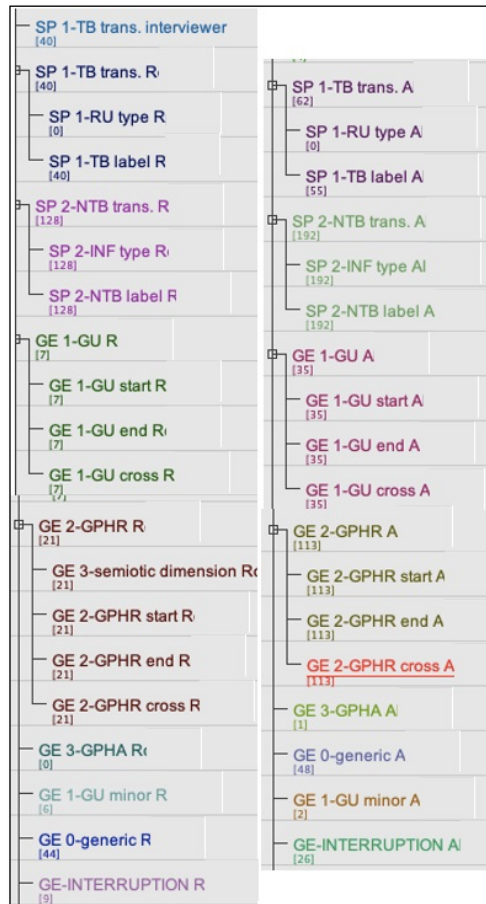 SP 1-TB trans. interviewer
[40]
SP 1-TB trans. R
[40]
SP 1-RU type R
[0]
SP 1-TB label R
[40]
SP 2-NTB trans. R
[128]
SP 2-INF type R
[128]
SP 2-NTB label R
[128]
GE 1-GU R
[7]
GE 1-GU start R
[7]
GE 1-GU end R
[7]
GE 1-GU cross R
[7]
GE 2-GPHR R
[21]
GE 3-semiotic dimension R
[21]
GE 2-GPHR start R
[21]
GE 2-GPHR end R
[21]
GE 2-GPHR cross R
[21]
GE 3-GPHA R
[0]
GE 1-GU minor R
[6]
GE 0-generic R
[44]
GE-INTERRUPTION R
[9]
SP 1-TB trans. A
[62]
SP 1-RU type A
[0]
SP 1-TB label A
[55]
SP 2-NTB trans. A
[192]
SP 2-INF type A
[192]
SP 2-NTB label A
[192]
GE 1-GU A
[35]
GE 1-GU start A
[35]
GE 1-GU end A
[35]
GE 1-GU cross A
[35]
GE 2-GPHR A
[113]
GE 2-GPHR start A
[113]
GE 2-GPHR end A
[113]
GE 2-GPHR cross A
[113]
GE 3-GPHA A
[1]
GE 0-generic A
[48]
GE 1-GU minor A
[2]
GE-INTERRUPTION A
[26]